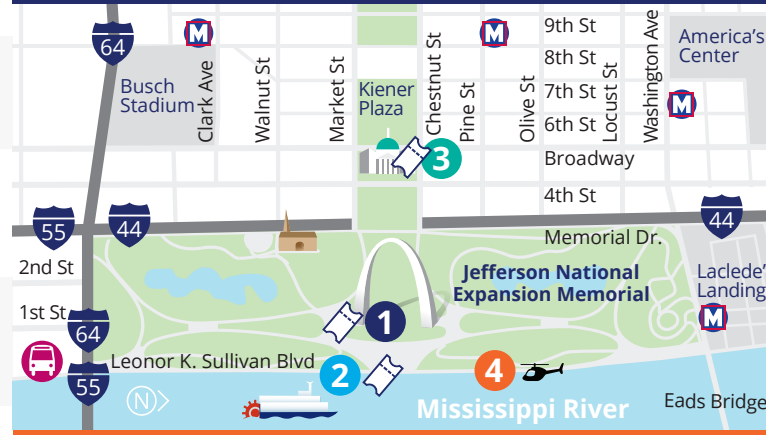 9th St
8th St
7th St
6th St
Broadway
4th St
Memorial Dr.
64
M
M
M
America's
Center
Busch
Stadium
Clark Ave
Walnut St
Market St
Kiener
Plaza
Chestnut St
Pine St
Olive St
Locust St
Washington Ave
3
55
44
44
2nd St
1st St
Jefferson National
Expansion Memorial
Laclede'
Landing
M
64
1
Leonor K. Sullivan Blvd
2
4
55
N
Mississippi River
Eads Bridge